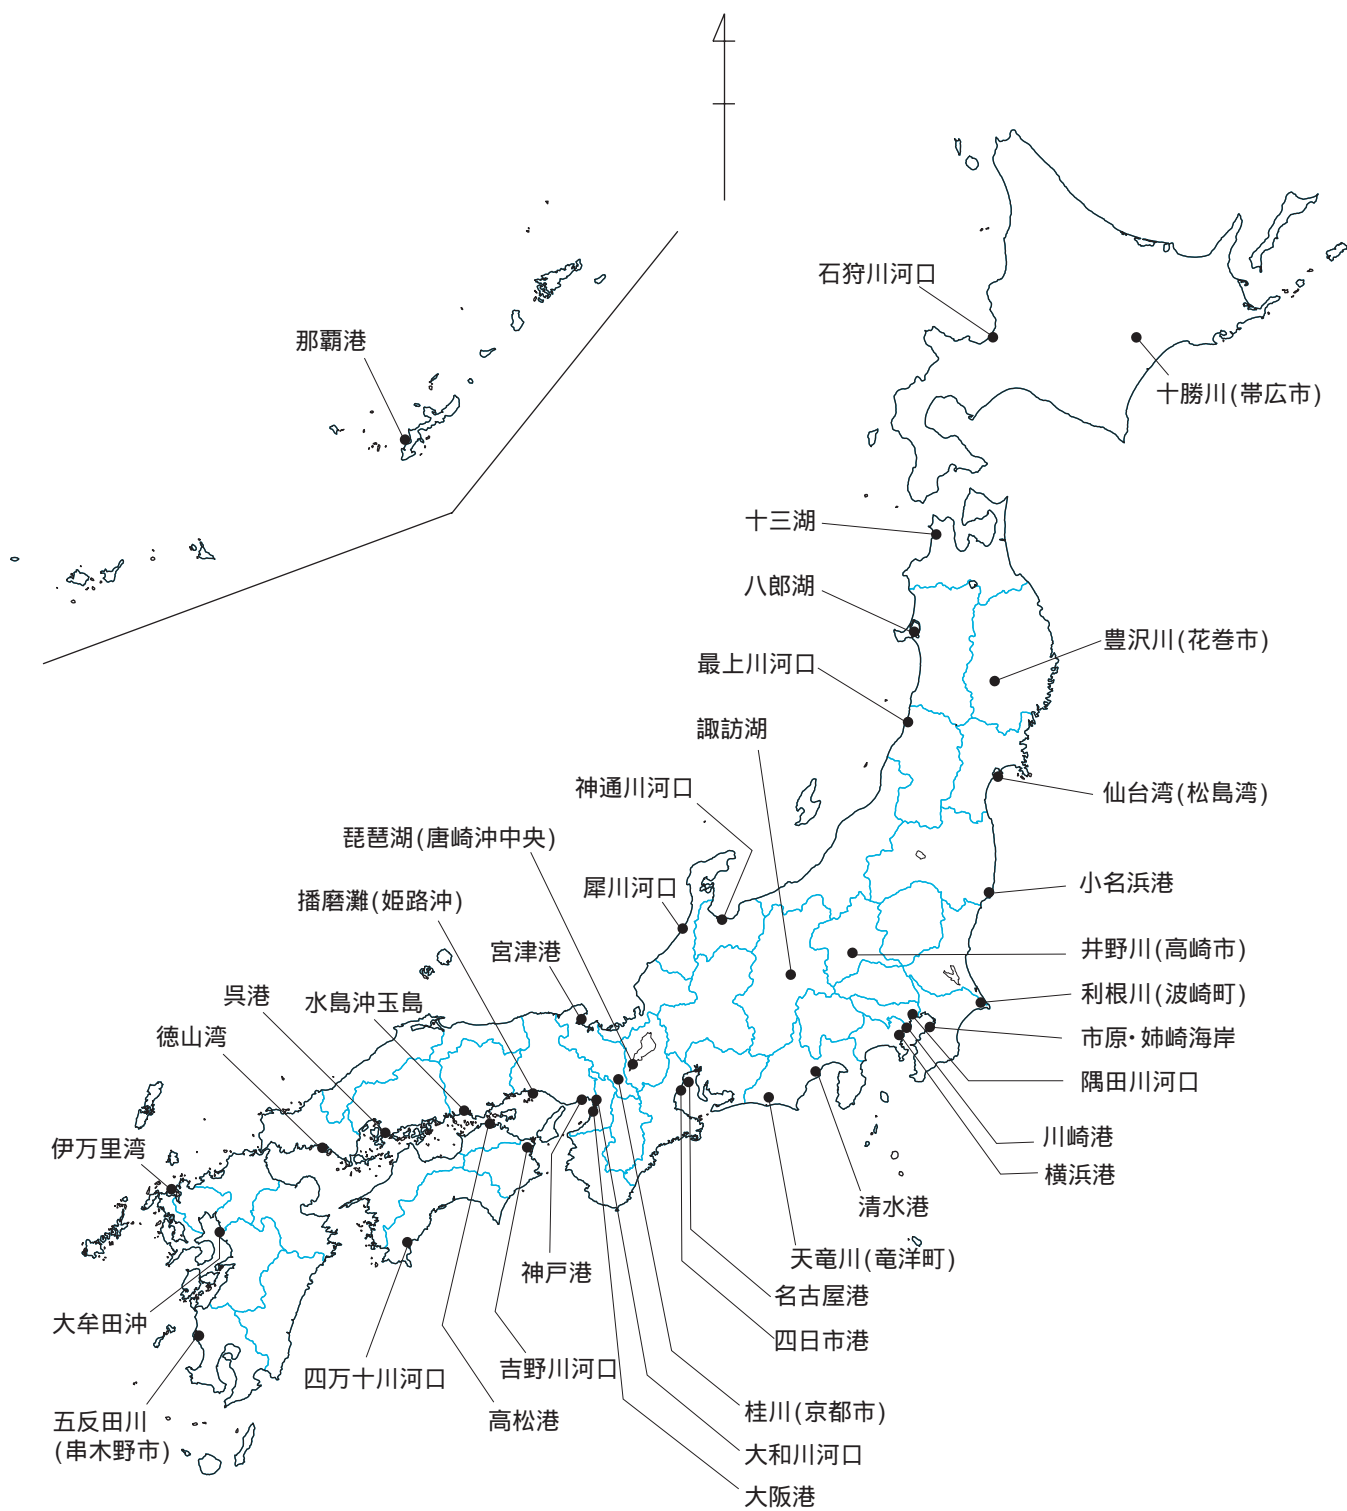 石狩川河口
那覇港
十勝川(帯広市)
十三湖
八郎湖
豊沢川(花巻市)
最上川河口
諏訪湖
神通川河口
仙台湾(松島湾)
琵琶湖(唐崎沖中央)
犀川河口
小名浜港
播磨灘(姫路沖)
宮津港
井野川(高崎市)
呉港
水島沖玉島
利根川(波崎町)
徳山湾
市原・姉崎海岸
隅田川河口
川崎港
伊万里湾
横浜港
清水港
天竜川(竜洋町)
神戸港
名古屋港
大牟田沖
四日市港
吉野川河口
四万十川河口
桂川(京都市)
高松港
五反田川
(串木野市)
大和川河口
大阪港